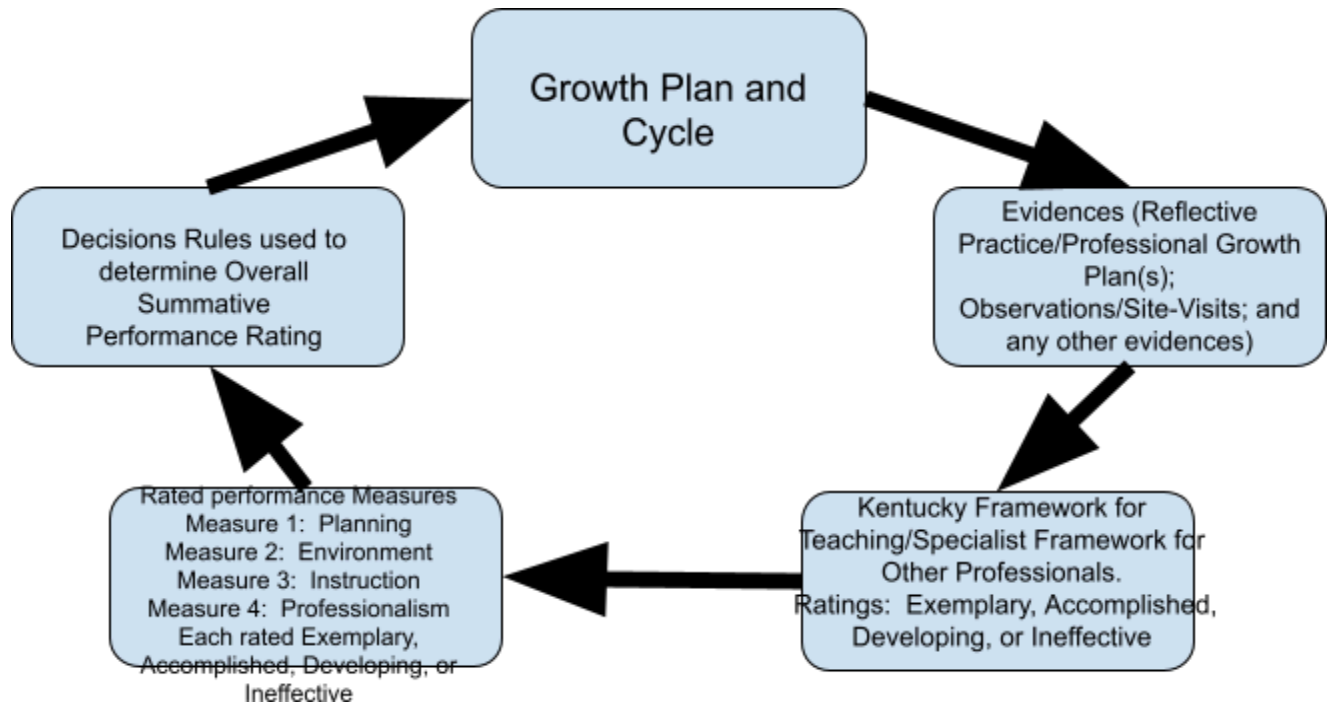 Growth Plan and
Cycle
Evidences (Reflective
Practice/Professional Growth
Plan(s);
Observations/Site-Visits; and
any other evidences)
Kentucky Framework for
Teaching/Specialist Framework for
Other Professionals.
Ratings:  Exemplary, Accomplished,
Developing, or Ineffective
Rated performance Measures
Measure 1:  Planning
Measure 2:  Environment
Measure 3:  Instruction
Measure 4:  Professionalism
Each rated Exemplary,
Accomplished, Developing, or
Ineffective
Decisions Rules used to
determine Overall
Summative
Performance Rating